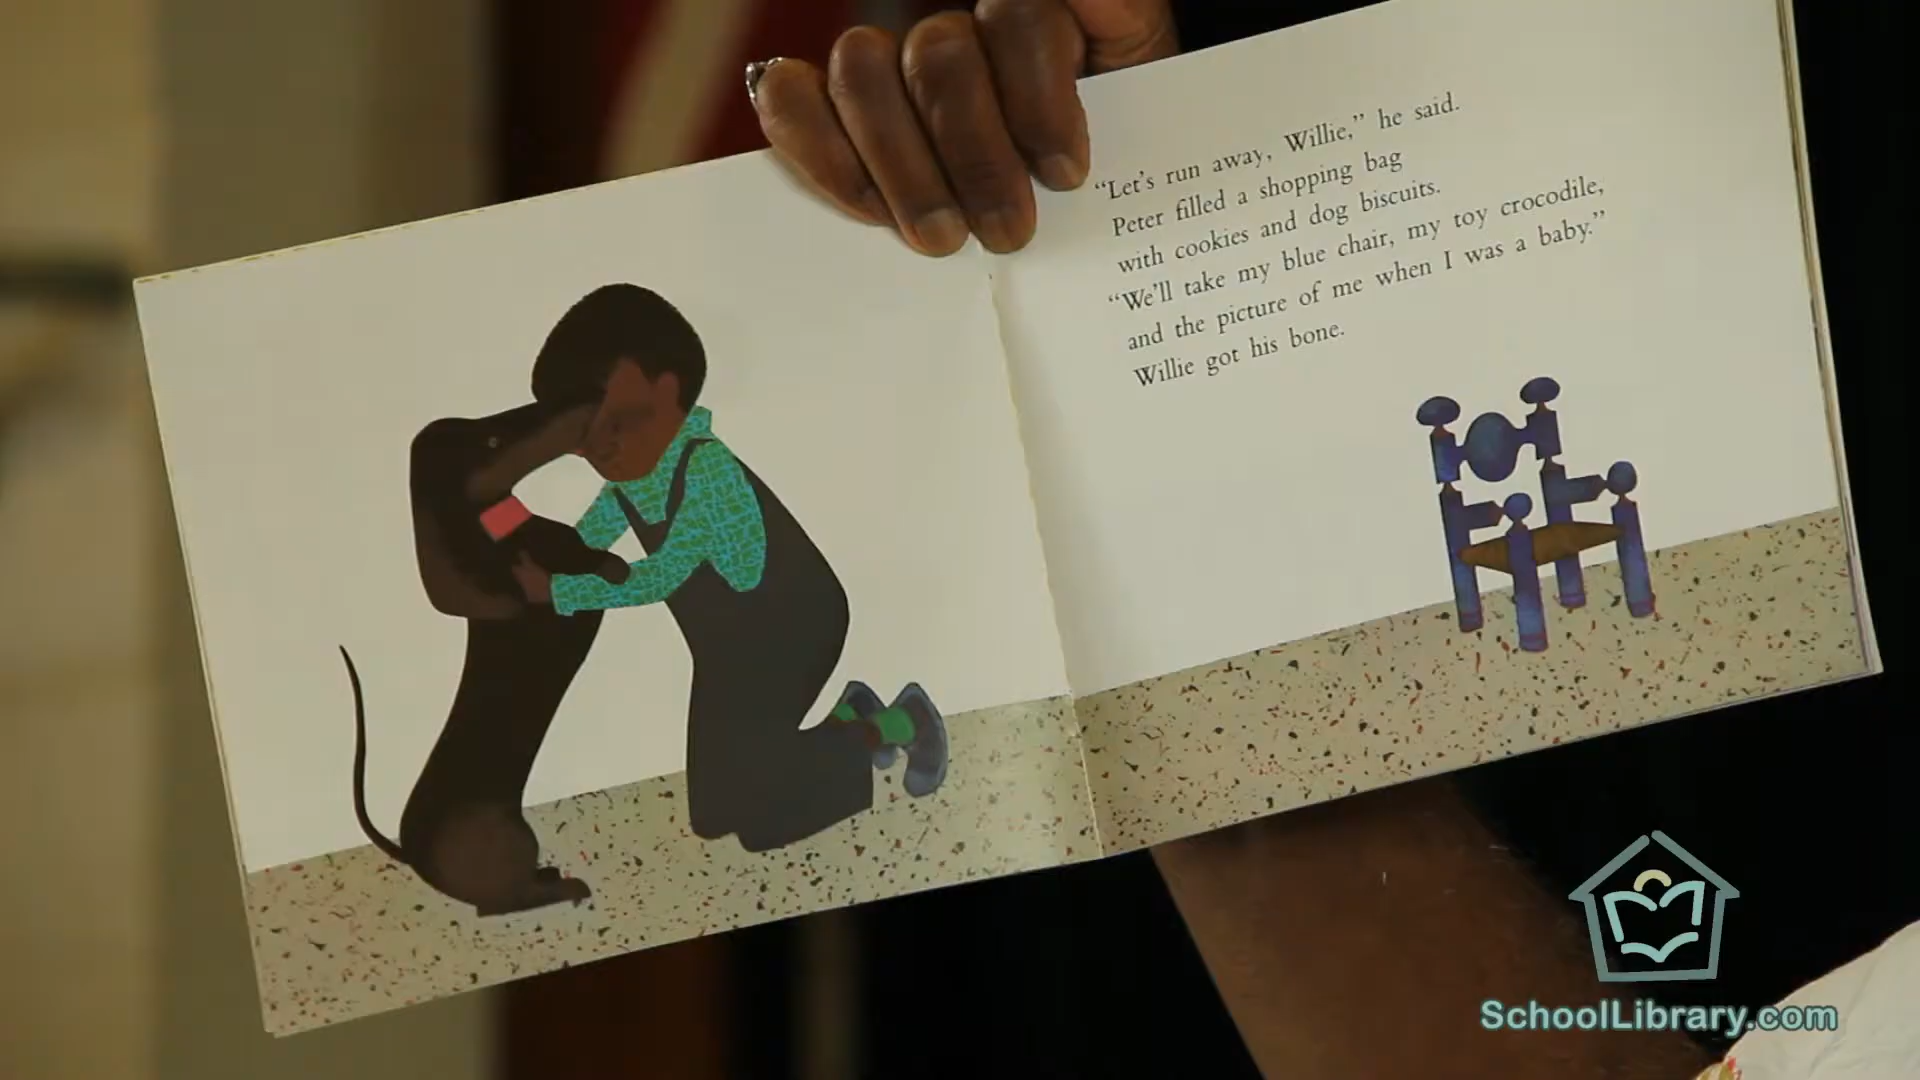 “Let’s run away, Willie,” he said.
Peter filled a shopping bag
with cookies and dog biscuits.
“We’ll take my blue chair, my toy crocodile,
and the picture of me when I was a baby.”
Willie got his bone.
SchoolLibrary.com